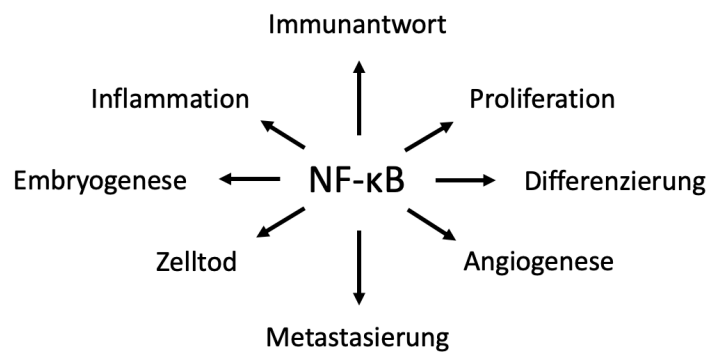 Immunantwort
Inflammation
Proliferation
Embryogenese
NF-κB
Differenzierung
Zelltod
Angiogenese
Metastasierung